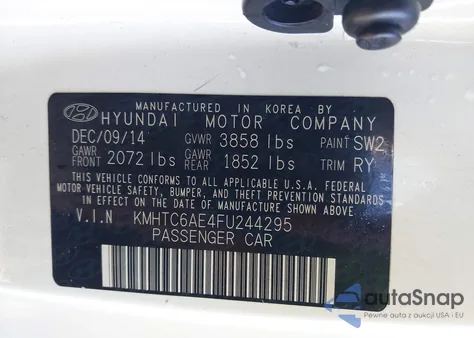 MANUFACTURED IN KOREA BY
HYUNDAI MOTOR COMPANY
DEC/09/14 GVWR 3858 lbs PAINT SW2
GAWR FRONT 2072 lbs GAWR REAR 1852 lbs TRIM RY
THIS VEHICLE CONFORMS TO ALL APPLICABLE U.S.A. FEDERAL
MOTOR VEHICLE SAFETY, BUMPER, AND THEFT PREVENTION
STANDARDS IN EFFECT ON THE DATE OF MANUFACTURE SHOWN ABOVE.
V.I.N KMHTC6AE4FU244295
PASSENGER CAR
autoSnap
Pewne auto z aukcji USA i EU